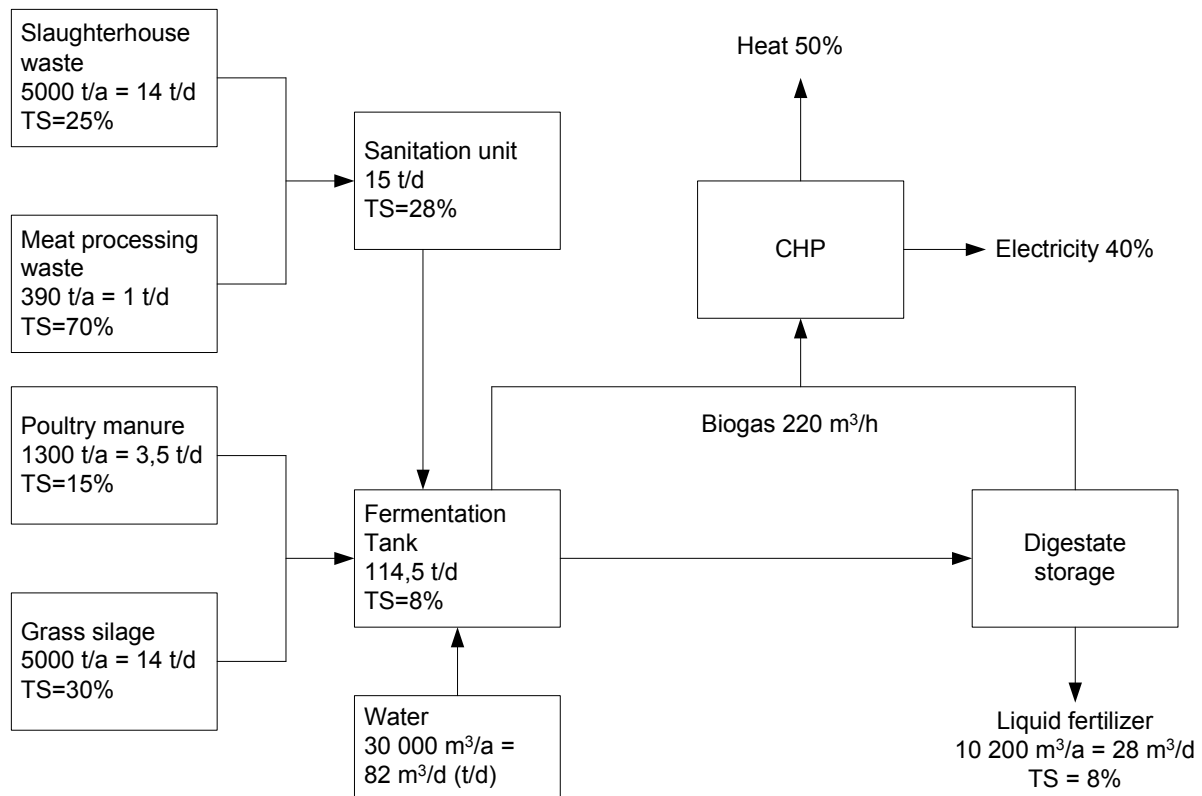 Slaughterhouse
waste
5000 t/a = 14 t/d
TS=25%
Meat processing
waste
390 t/a = 1 t/d
TS=70%
Sanitation unit
15 t/d
TS=28%
Poultry manure
1300 t/a = 3,5 t/d
TS=15%
Grass silage
5000 t/a = 14 t/d
TS=30%
Fermentation
Tank
114,5 t/d
TS=8%
Water
30 000 m³/a =
82 m³/d (t/d)
Heat 50%
CHP
Electricity 40%
Biogas 220 m³/h
Digestate
storage
Liquid fertilizer
10 200 m³/a = 28 m³/d
TS = 8%